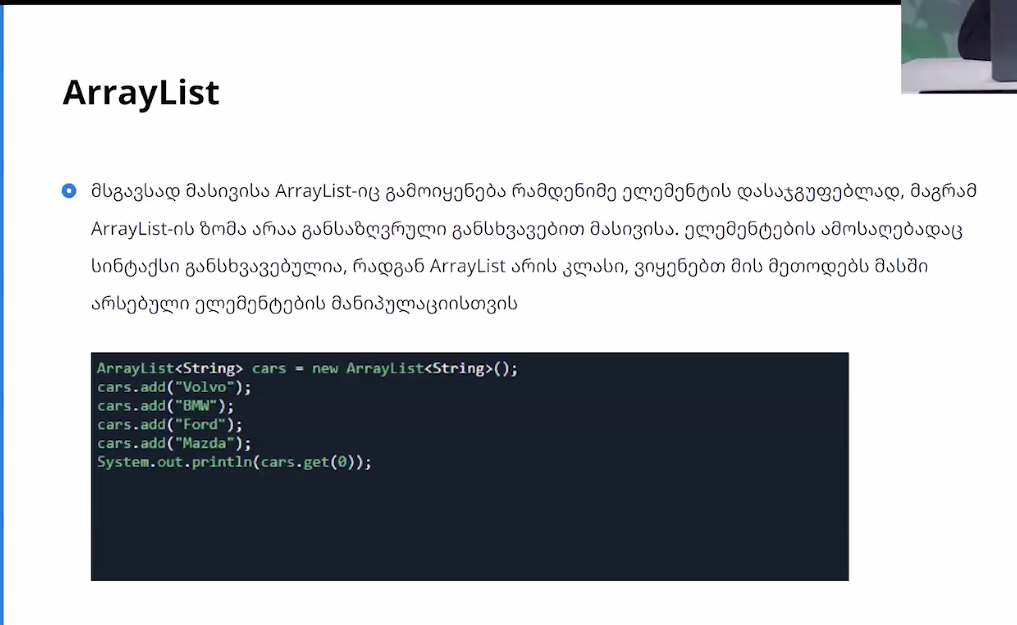 ArrayList
მსგავსად მასივისა ArrayList-იც გამოიყენება რამდენიმე ელემენტის დასაჯგუფებლად, მაგრამ
ArrayList-ის ზომა არაა განსაზღვრული განსხვავებით მასივისა. ელემენტების ამოსაღებადაც
სინტაქსი განსხვავებულია, რადგან ArrayList არის კლასი, ვიყენებთ მის მეთოდებს მასში
არსებული ელემენტების მანიპულაციისთვის
ArrayList<String> cars = new ArrayList<String>();
cars.add("Volvo");
cars.add("BMW");
cars.add("Ford");
cars.add("Mazda");
System.out.println(cars.get(0));